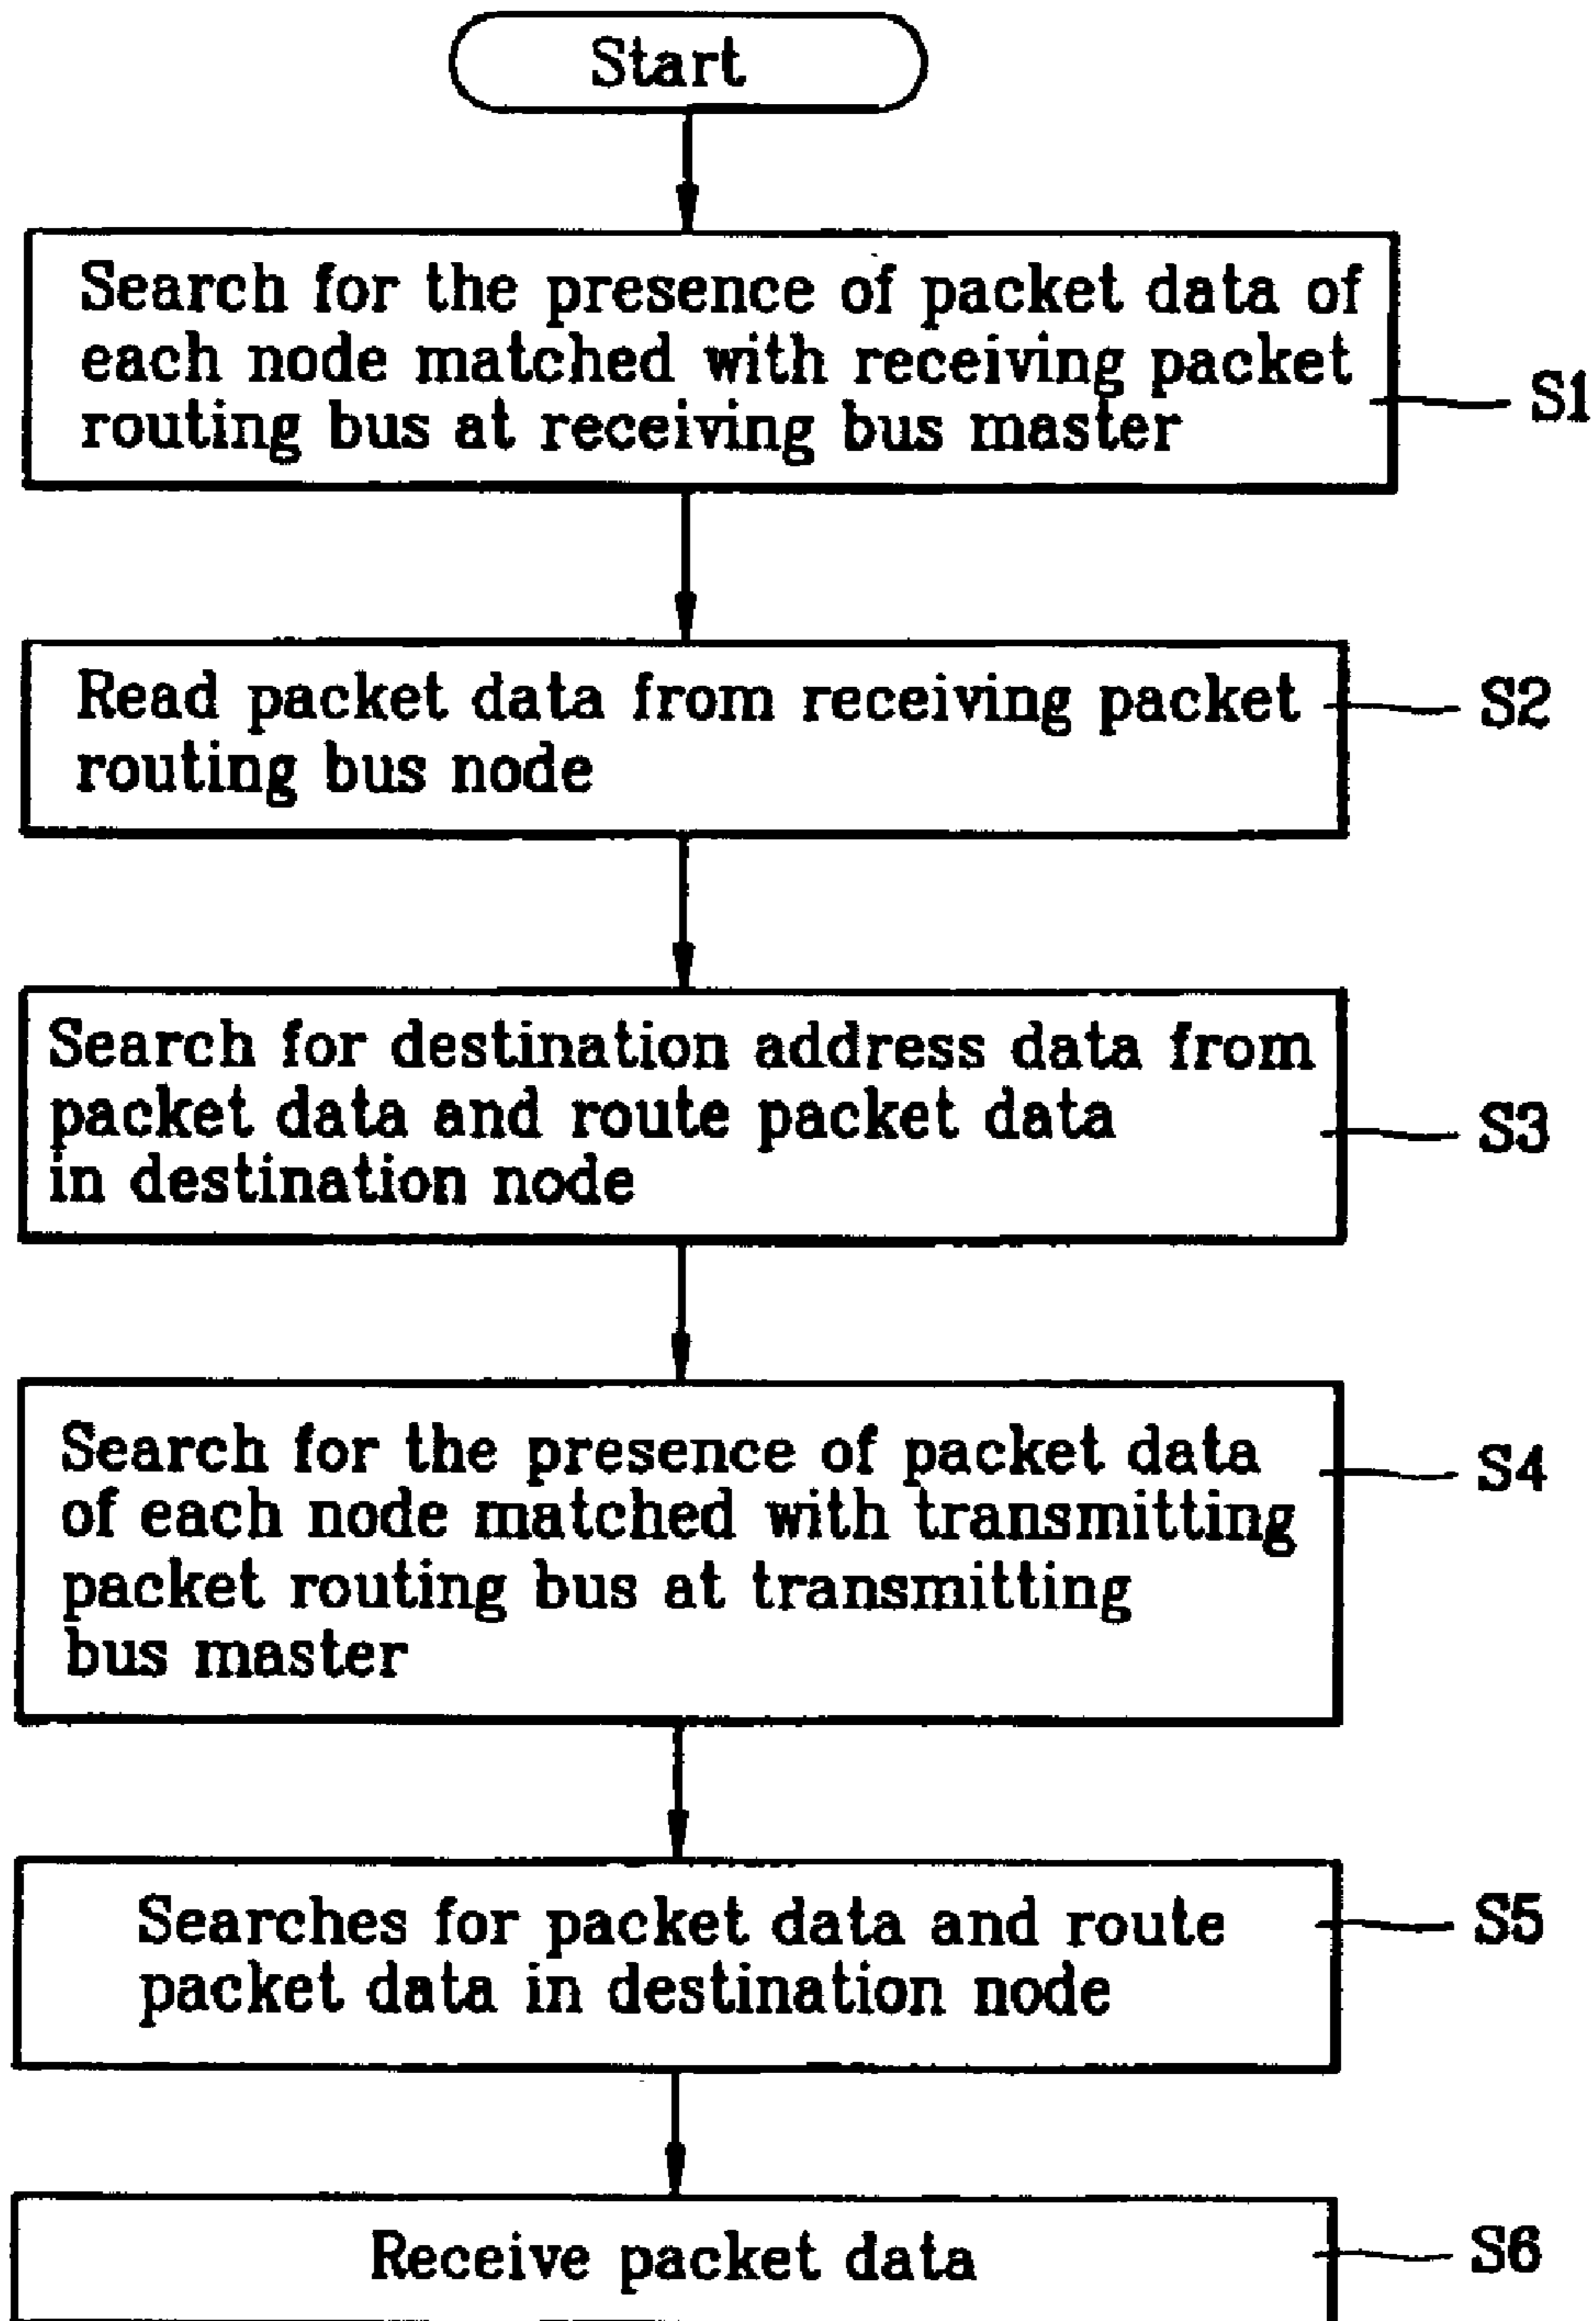 Start
Search for the presence of packet data of
each node matched with receiving packet
routing bus at receiving bus master
S1
Read packet data from receiving packet
routing bus node
S2
Search for destination address data from
packet data and route packet data
in destination node
S3
Search for the presence of packet data
of each node matched with transmitting
packet routing bus at transmitting
bus master
S4
Searches for packet data and route
packet data in destination node
S5
Receive packet data
S6